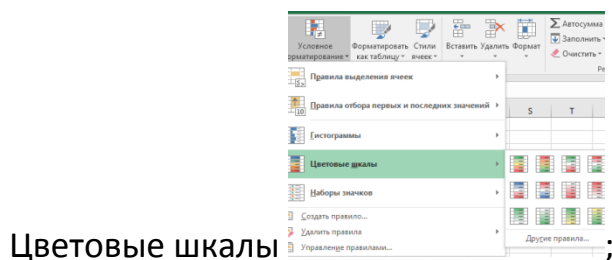 Условное Форматировать Стили Вставить Удалить Формат
форматирование как таблицу ячеек
Автосумма
Заполнить
Очистить
Правила выделения ячеек
Правила отбора первых и последних значений
Гистограммы
Цветовые шкалы
Наборы значков
Создать правило...
Удалить правила
Управление правилами...
S T
Другие правила...
Цветовые шкалы ;